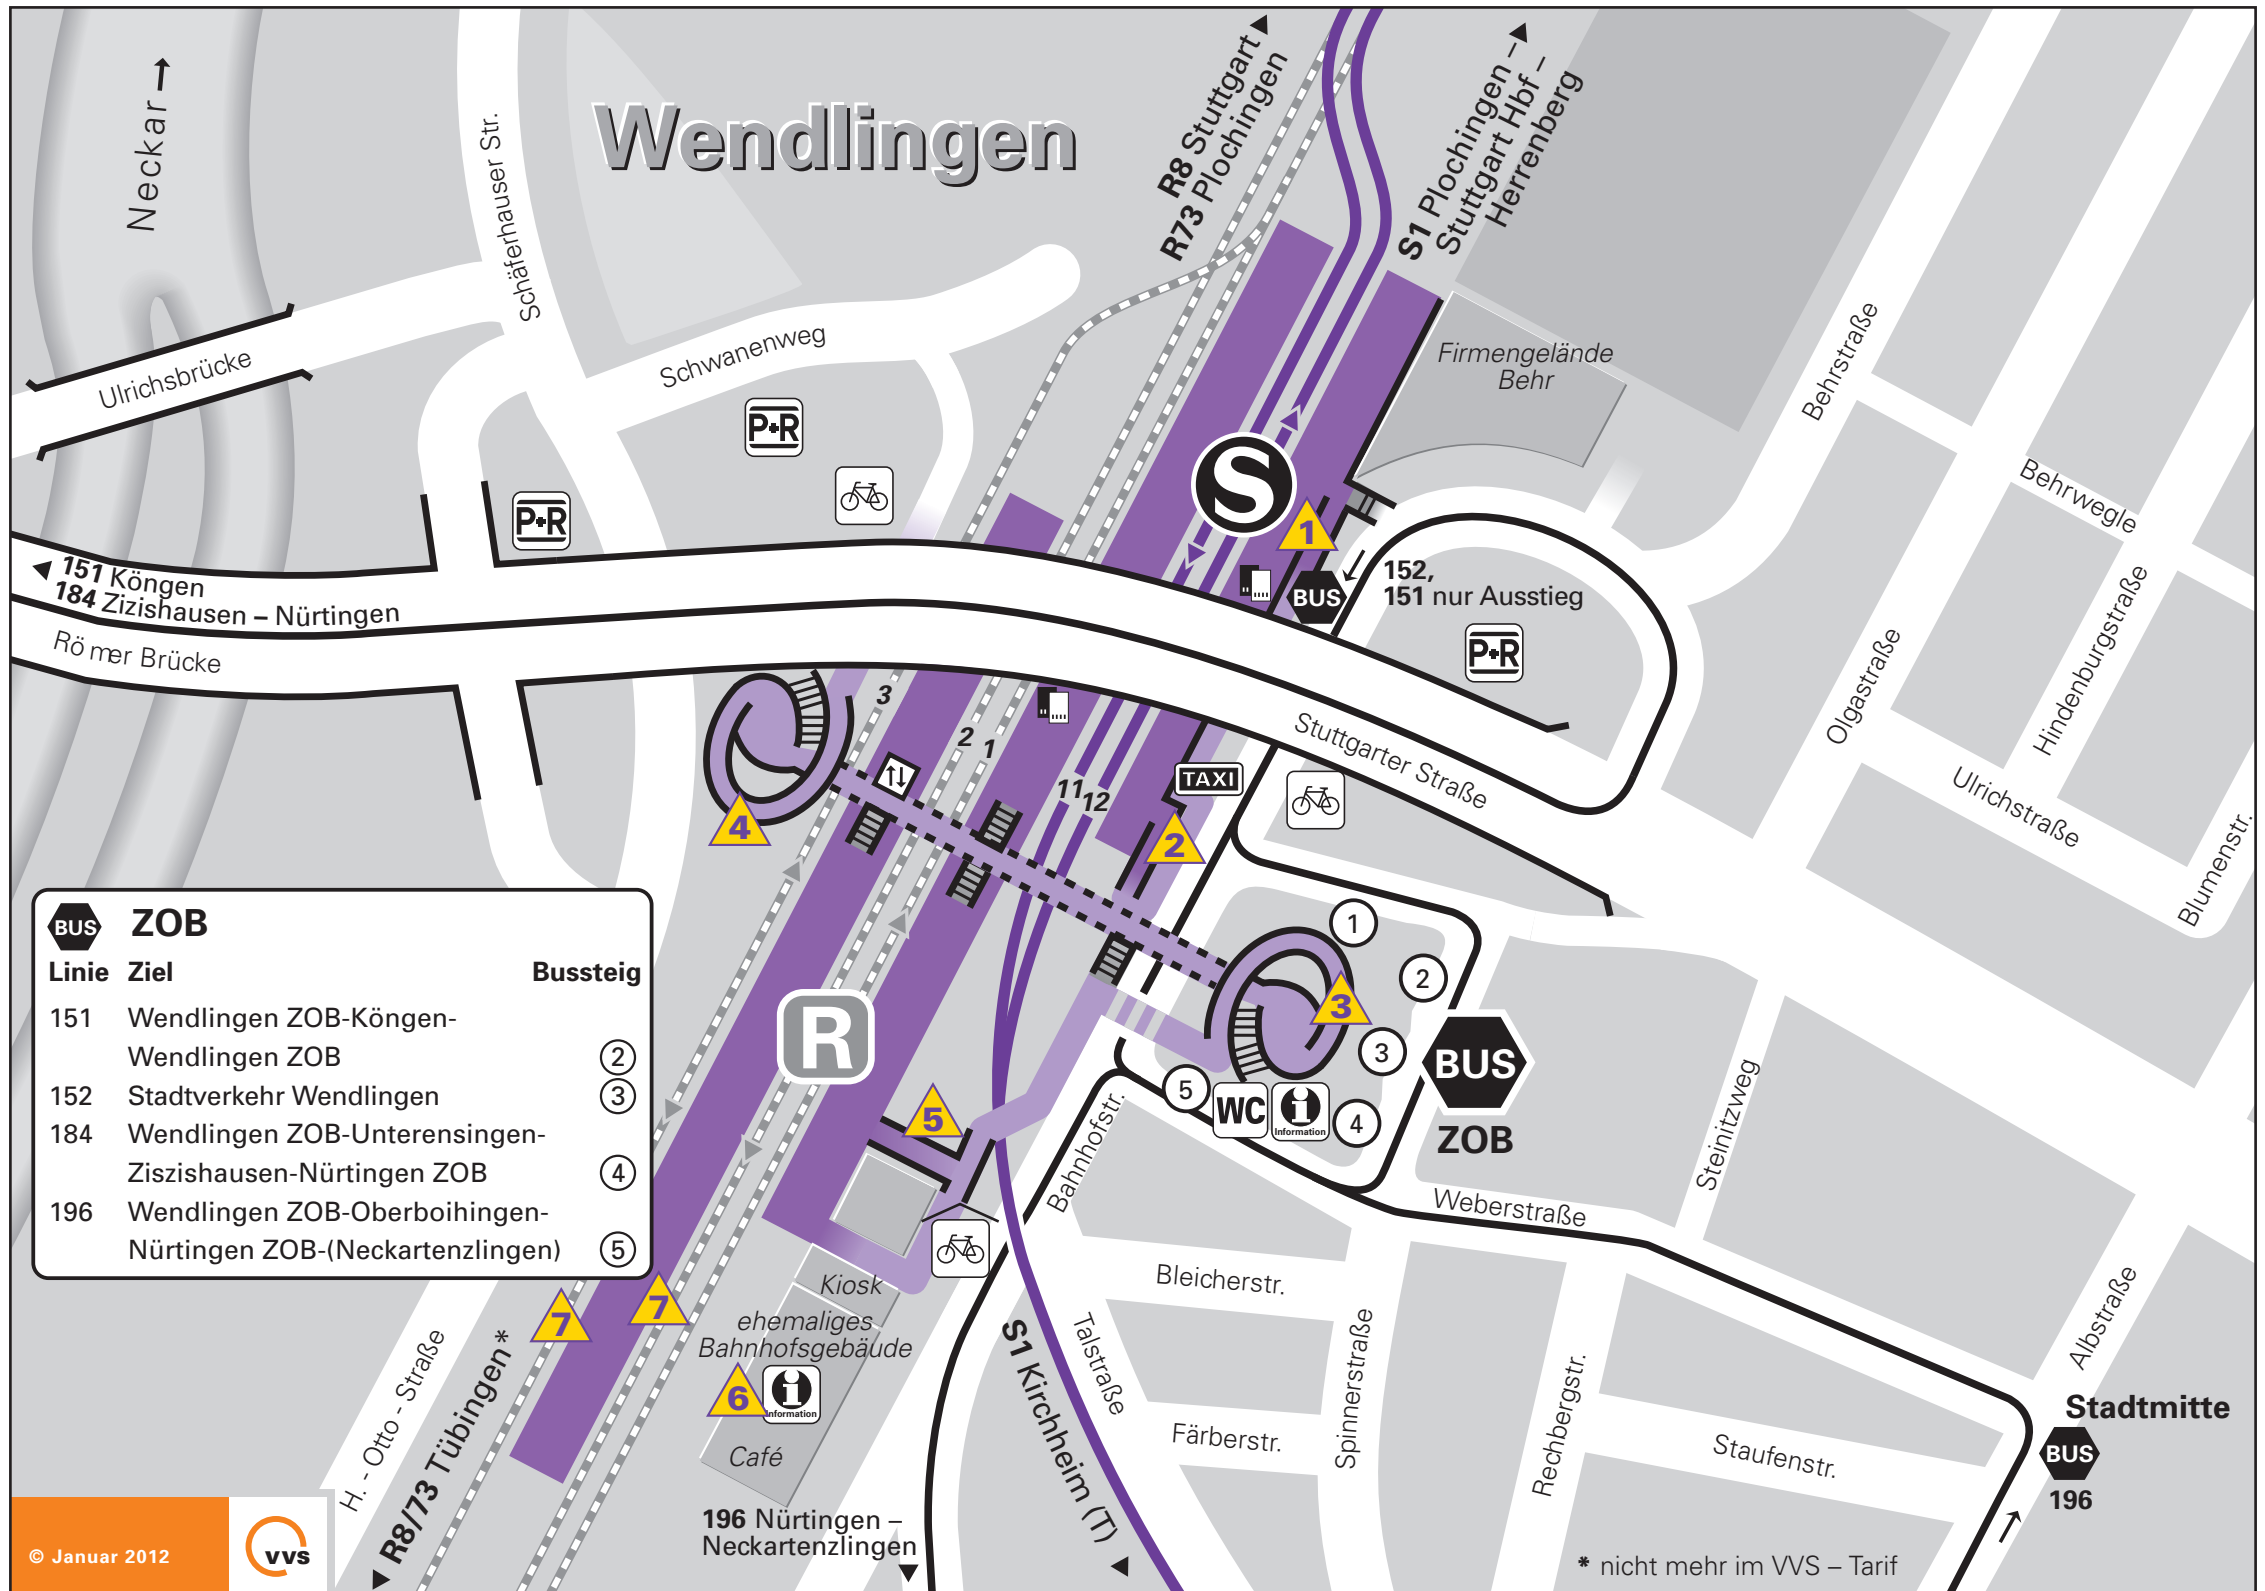 Wendlingen
Neckar
Schäferhauser Str.
R8 Stuttgart
R73 Plochingen
S1 Plochingen –
Stuttgart Hbf –
Herrenberg
Ulrichsbrücke
Schwanenweg
P+R
P+R
S
1
Firmengelände
Behr
Behrstraße
Behrwegle
Hindenburgstraße
Olgastraße
Ulrichstraße
Blumenstr.
151 Köngen
184 Zizishausen – Nürtingen
Römer Brücke
BUS
152,
151 nur Ausstieg
P+R
Stuttgarter Straße
3
2
1
11
12
TAXI
4
2
1
2
3
3
4
5
WC
Information
BUS
ZOB
R
5
BUS
ZOB
Linie Ziel Bussteig
151 Wendlingen ZOB-Köngen-
Wendlingen ZOB 2
152 Stadtverkehr Wendlingen 3
184 Wendlingen ZOB-Unterensingen-
Ziszishausen-Nürtingen ZOB 4
196 Wendlingen ZOB-Oberboihingen-
Nürtingen ZOB-(Neckartenzlingen) 5
Bahnhofstr.
Steinitzweg
Weberstraße
Bleicherstr.
Talstraße
Färberstr.
Spinnerstraße
Rechbergstr.
Staufenstr.
Albstraße
Stadtmitte
BUS
196
7
7
Kiosk
ehemaliges
Bahnhofsgebäude
6
Information
Café
H. - Otto - Straße
R8/73 Tübingen *
S1 Kirchheim (T)
196 Nürtingen –
Neckartenzlingen
* nicht mehr im VVS – Tarif
© Januar 2012
VVS